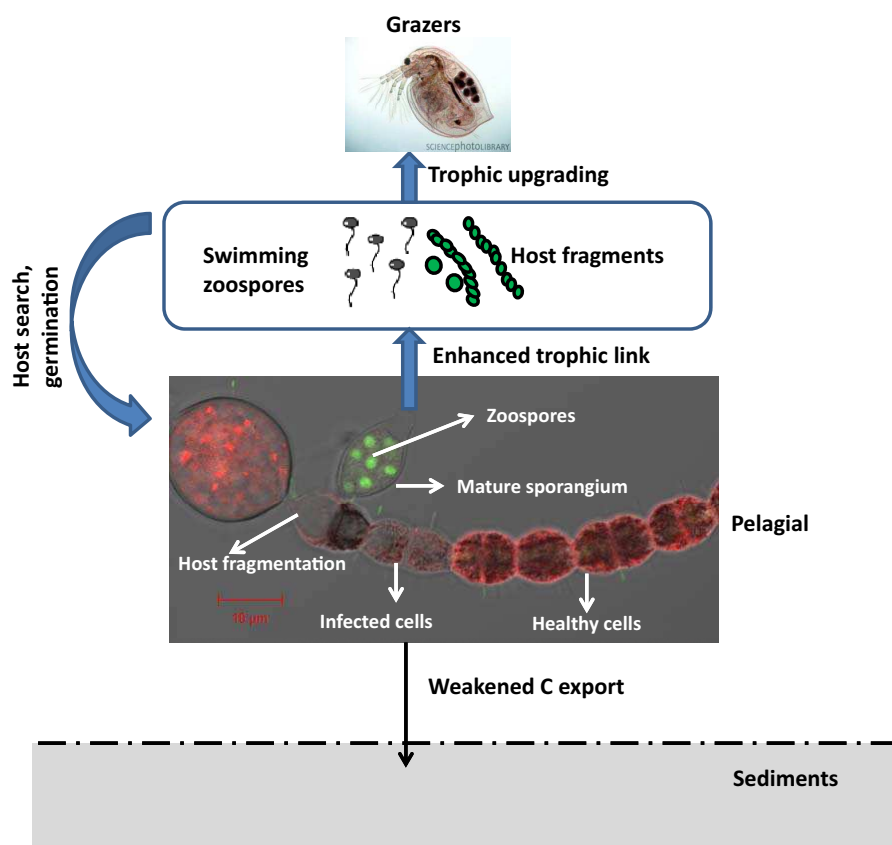 Grazers
SCIENCEphotoLIBRARY
Trophic upgrading
Swimming
zoospores
Host fragments
Host search,
germination
Enhanced trophic link
Zoospores
Mature sporangium
Pelagial
Host fragmentation
10 µm
Infected cells
Healthy cells
Weakened C export
Sediments